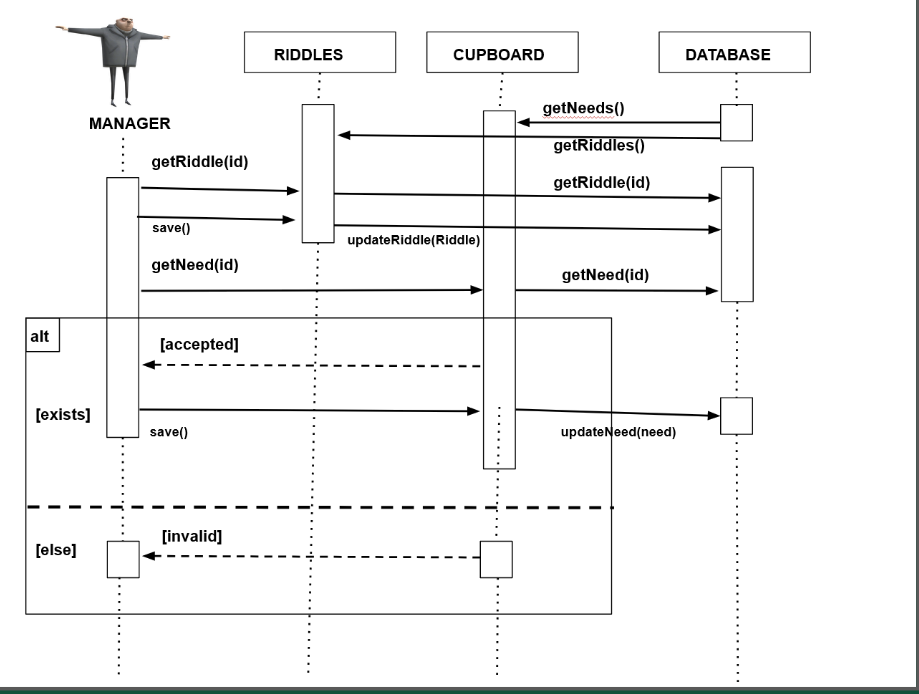 RIDDLES
CUPBOARD
DATABASE
MANAGER
getNeeds()
getRiddles()
getRiddle(id)
getRiddle(id)
save()
updateRiddle(Riddle)
getNeed(id)
getNeed(id)
alt
[accepted]
[exists]
save()
updateNeed(need)
[invalid]
[else]